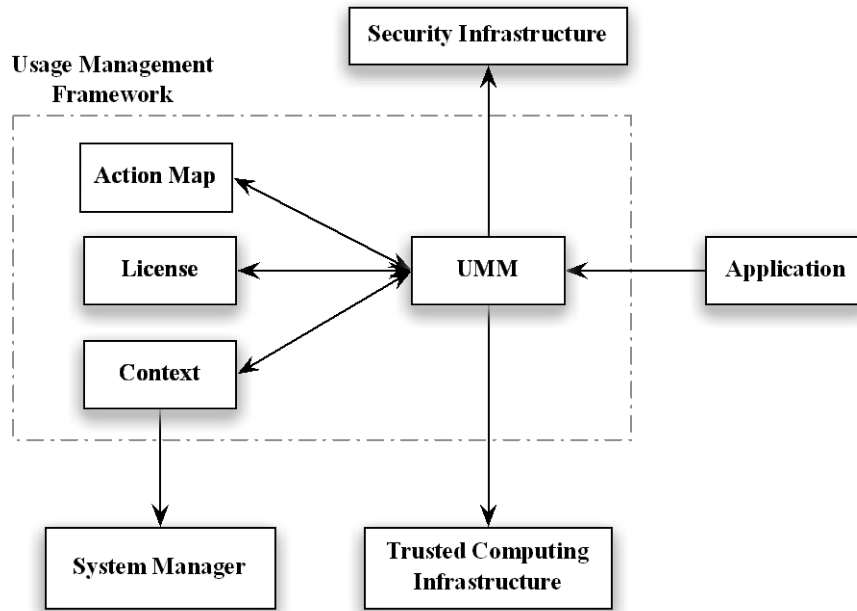 Security Infrastructure
Usage Management
Framework
Action Map
License
UMM
Application
Context
System Manager
Trusted Computing
Infrastructure